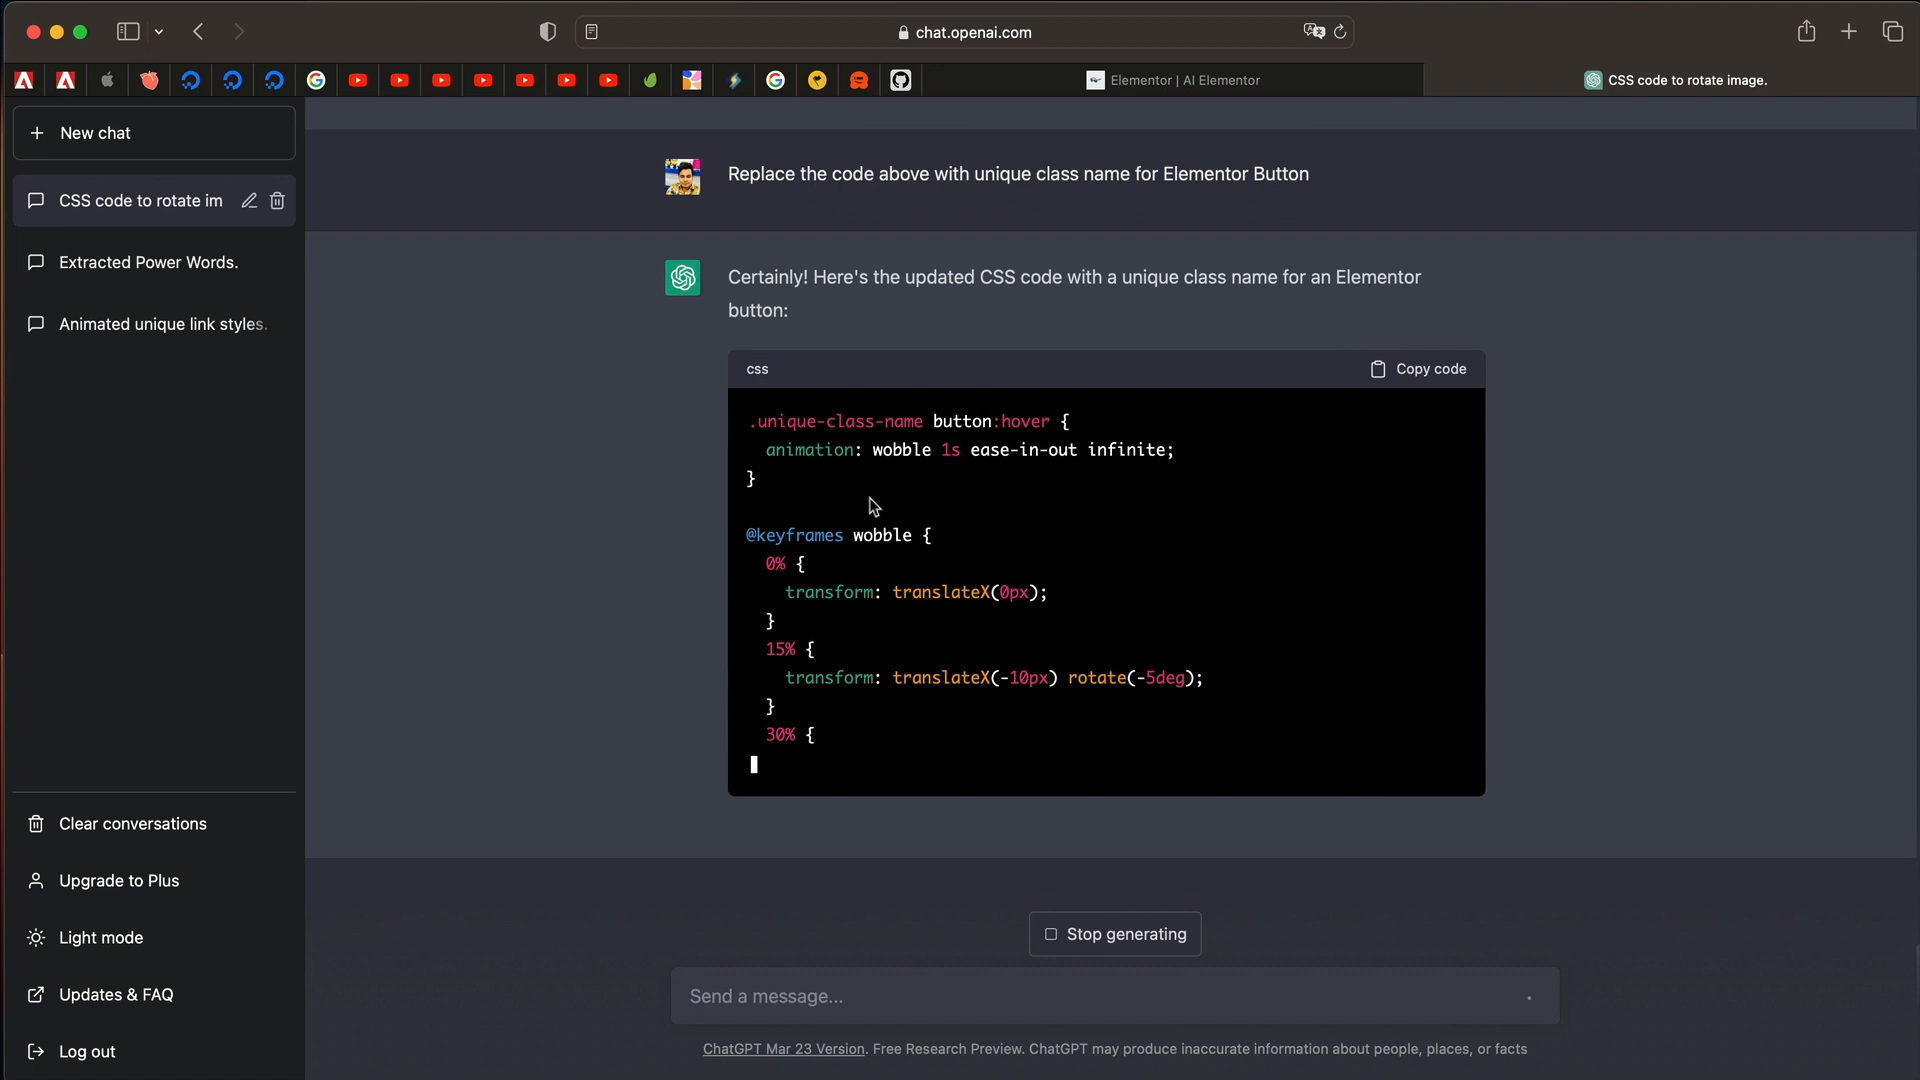 chat.openai.com
Elementor | AI Elementor
CSS code to rotate image.
New chat
CSS code to rotate im
Extracted Power Words.
Animated unique link styles.
Clear conversations
Upgrade to Plus
Light mode
Updates & FAQ
Log out
Replace the code above with unique class name for Elementor Button
Certainly! Here's the updated CSS code with a unique class name for an Elementor
button:
css
Copy code
.unique-class-name button:hover {
animation: wobble 1s ease-in-out infinite;
}
@keyframes wobble {
0% {
transform: translateX(0px);
}
15% {
transform: translateX(-10px) rotate(-5deg);
}
30% {
Stop generating
Send a message...
ChatGPT Mar 23 Version. Free Research Preview. ChatGPT may produce inaccurate information about people, places, or facts